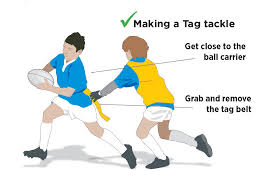 Making a Tag tackle
Get close to the
ball carrier
Grab and remove
the tag belt